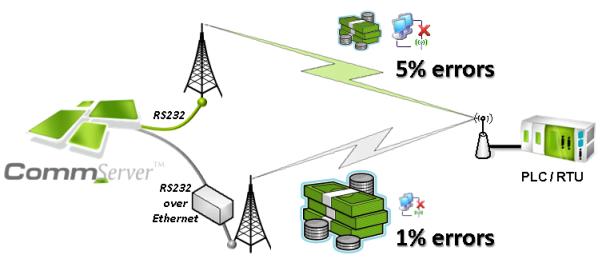 5% errors
RS232
CommServer™
PLC / RTU
RS232
over
Ethernet
1% errors